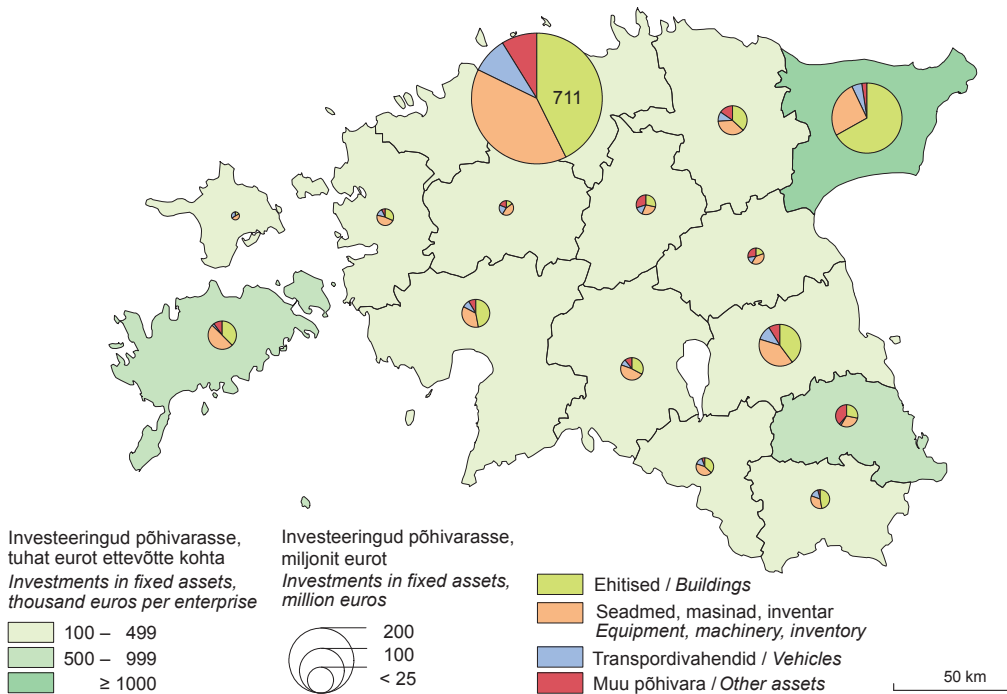 711
Investeeringud põhivarasse,
tuhat eurot ettevõtte kohta
Investments in fixed assets,
thousand euros per enterprise
100 – 499
500 – 999
≥ 1000
Investeeringud põhivarasse,
miljonit eurot
Investments in fixed assets,
million euros
200
100
< 25
Ehitised / Buildings
Seadmed, masinad, inventar
Equipment, machinery, inventory
Transpordivahendid / Vehicles
Muu põhivara / Other assets
50 km